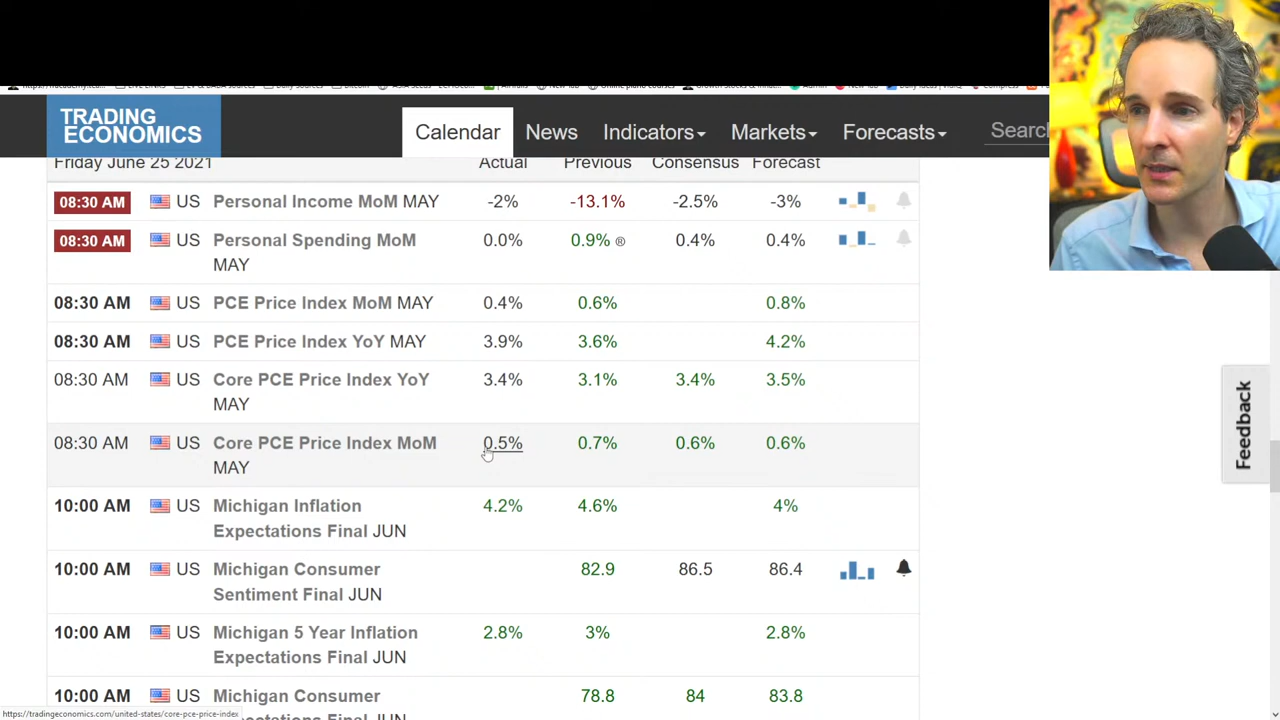 TRADING
ECONOMICS
Calendar News Indicators Markets Forecasts Search
Friday June 25 2021 Actual Previous Consensus Forecast
08:30 AM US Personal Income MoM MAY -2% -13.1% -2.5% -3%
08:30 AM US Personal Spending MoM 0.0% 0.9% ® 0.4% 0.4%
MAY
08:30 AM US PCE Price Index MoM MAY 0.4% 0.6% 0.8%
08:30 AM US PCE Price Index YoY MAY 3.9% 3.6% 4.2%
08:30 AM US Core PCE Price Index YoY 3.4% 3.1% 3.4% 3.5%
MAY
08:30 AM US Core PCE Price Index MoM 0.5% 0.7% 0.6% 0.6%
MAY
10:00 AM US Michigan Inflation 4.2% 4.6% 4%
Expectations Final JUN
10:00 AM US Michigan Consumer 82.9 86.5 86.4
Sentiment Final JUN
10:00 AM US Michigan 5 Year Inflation 2.8% 3% 2.8%
Expectations Final JUN
10:00 AM US Michigan Consumer 78.8 84 83.8
Expectations Final JUN
Feedback
https://tradingeconomics.com/united-states/core-pce-price-index